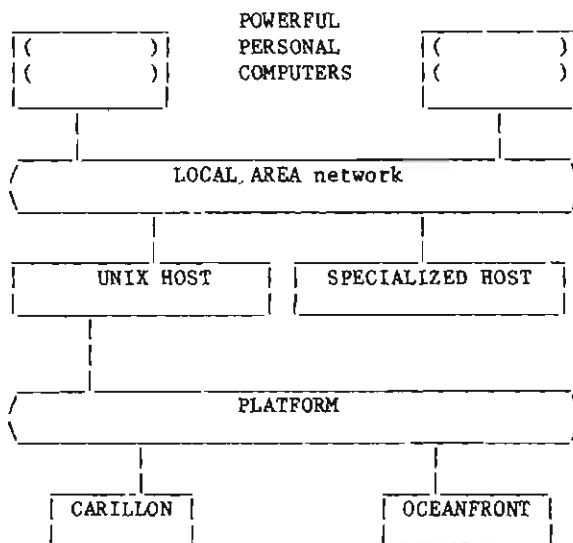 POWERFUL
PERSONAL
COMPUTERS
LOCAL, AREA network
UNIX HOST
SPECIALIZED HOST
PLATFORM
CARILLON
OCEANFRONT